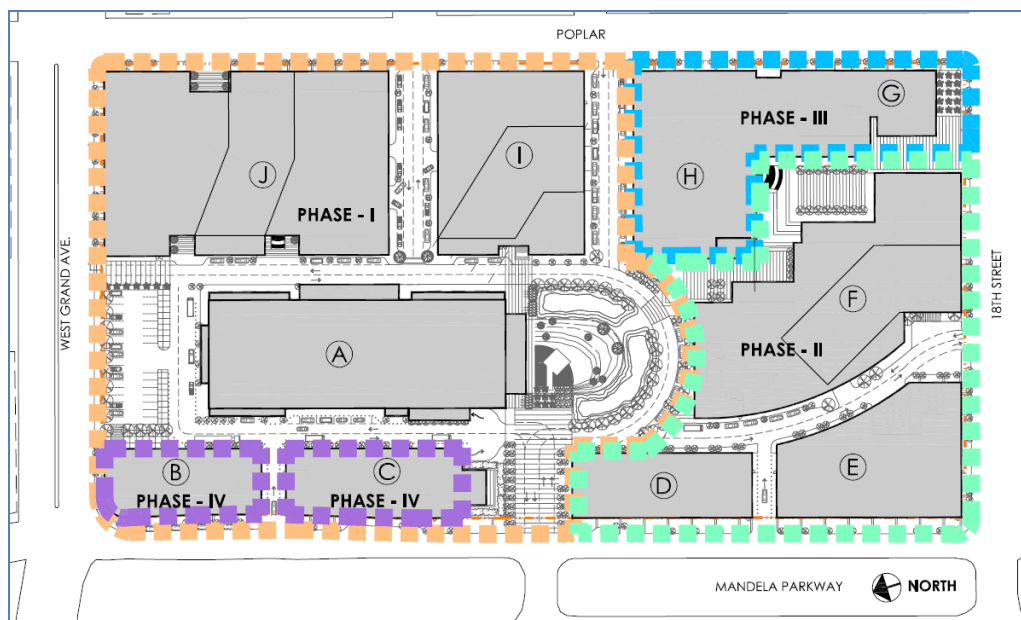 POPLAR
G
PHASE - III
I
J
H
PHASE - I
WEST GRAND AVE.
18TH STREET
F
A
PHASE - II
B
C
E
D
PHASE - IV
PHASE - IV
MANDELA PARKWAY
NORTH